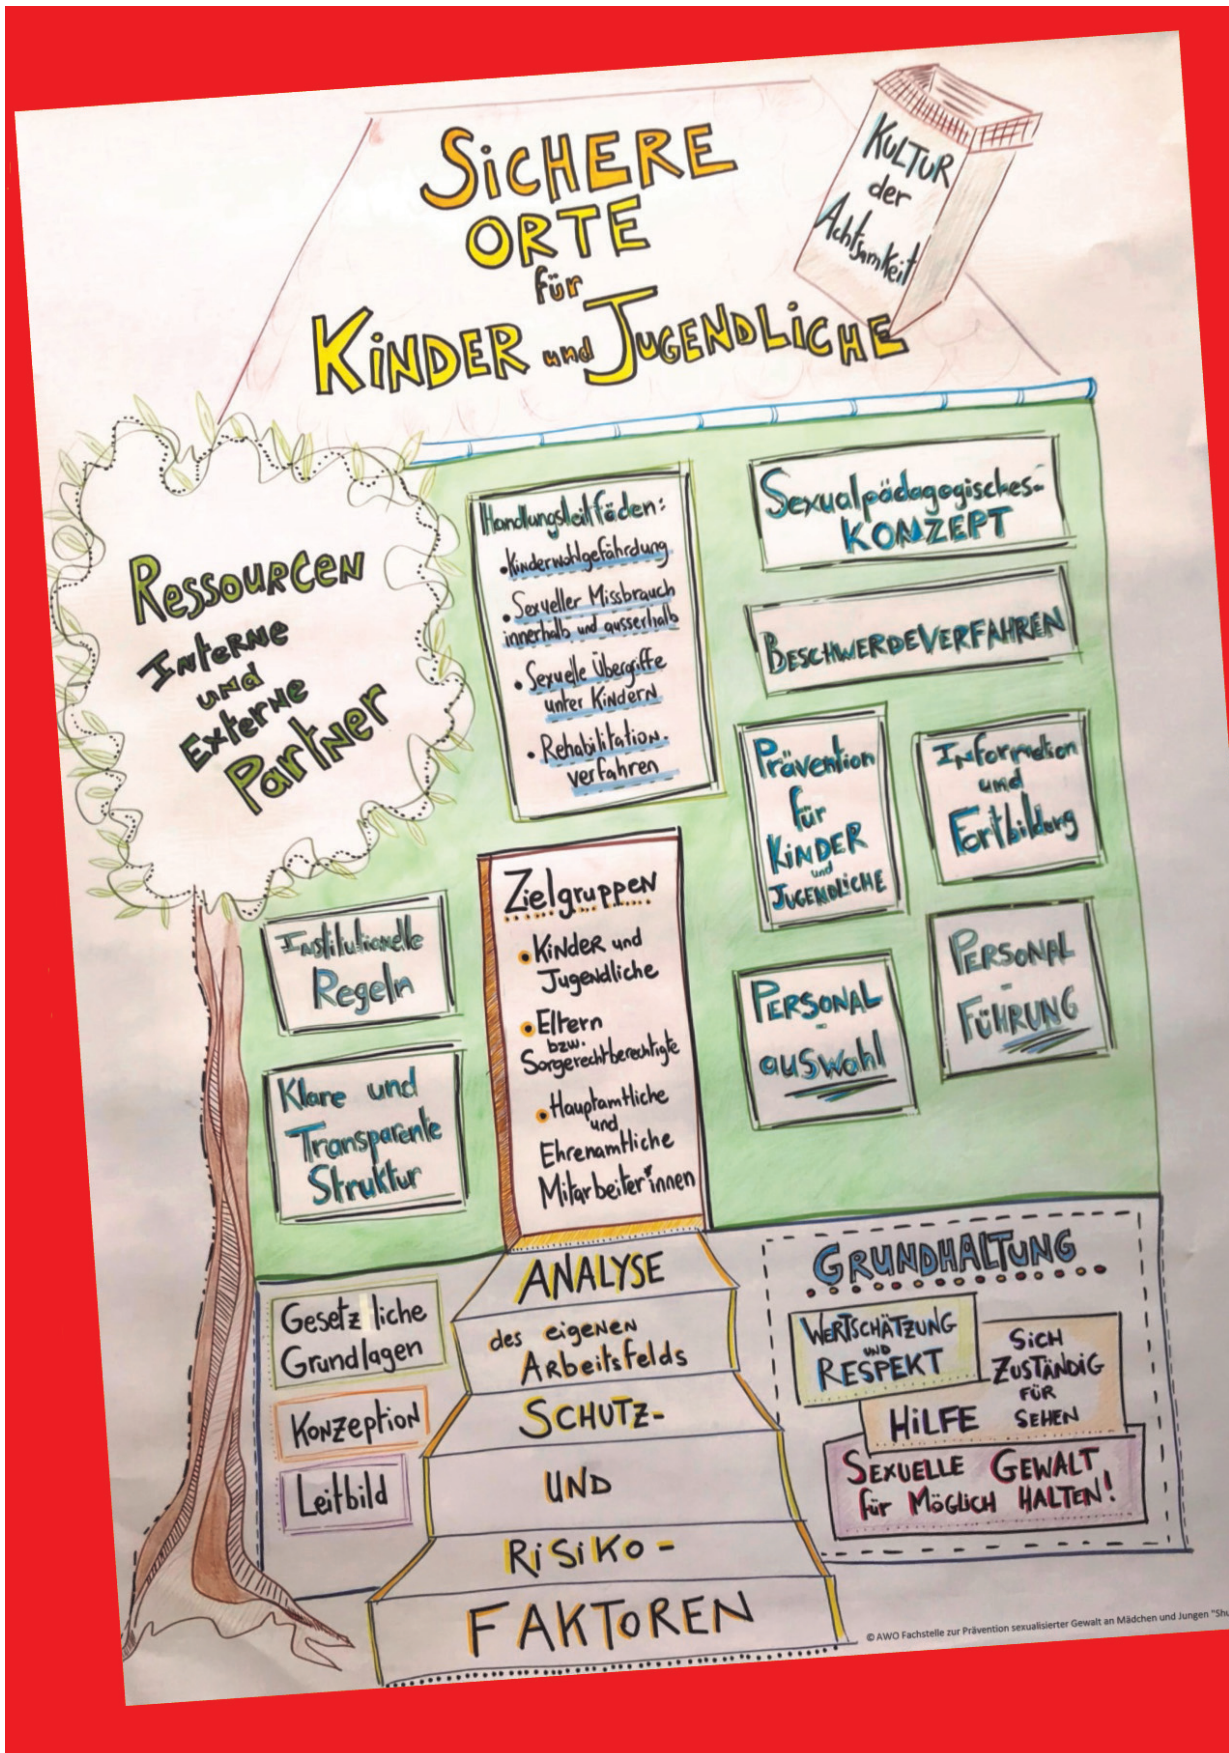 SiCHERE
ORTE
für
KiNDER und JUGENDLiCHE
KULTUR
der
Achtsamkeit
RESSOURCEN
INTERNE
und
EXTERNE
PartNER
Handlungsleitfäden:
• Kinderwohlgefährdung
• Sexueller Missbrauch
innerhalb und ausserhalb
• Sexuelle Übergriffe
unter Kindern
• Rehabilitation-
verfahren
Sexualpädagogisches-
KONZEPT
BESCHWERDEVERFAHREN
Prävention
für
KiNDER
und
JUGENDLiCHE
Information
und
Fortbildung
PERSONAL
-
auswahl
PERSONAL
-
FÜHRUNG
Institutionelle
Regeln
Klare und
Transparente
Struktur
Zielgruppen
• Kinder und
Jugendliche
• Eltern
bzw.
Sorgerechtberechtigte
• Hauptamtliche
und
Ehrenamtliche
Mitarbeiter*innen
ANALYSE
des eigenen
Arbeitsfelds
SCHUTZ-
UND
RiSiKO-
FAKTOREN
Gesetzliche
Grundlagen
Konzeption
Leitbild
GRUNDHALTUNG
WERTSCHÄTZUNG
UND
RESPEKT
SiCH
ZUSTÄNDiG
FÜR
HiLFE SEHEN
SEXUELLE GEWALT
für MÖGLiCH HALTEN!
© AWO Fachstelle zur Prävention sexualisierter Gewalt an Mädchen und Jungen "Shu